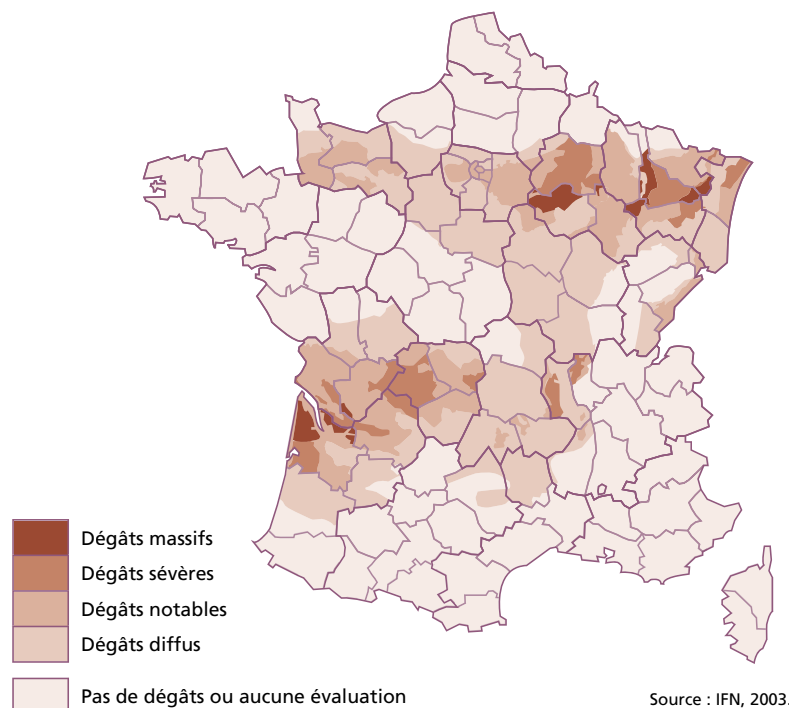 Dégâts massifs
Dégâts sévères
Dégâts notables
Dégâts diffus
Pas de dégâts ou aucune évaluation
Source : IFN, 2003.